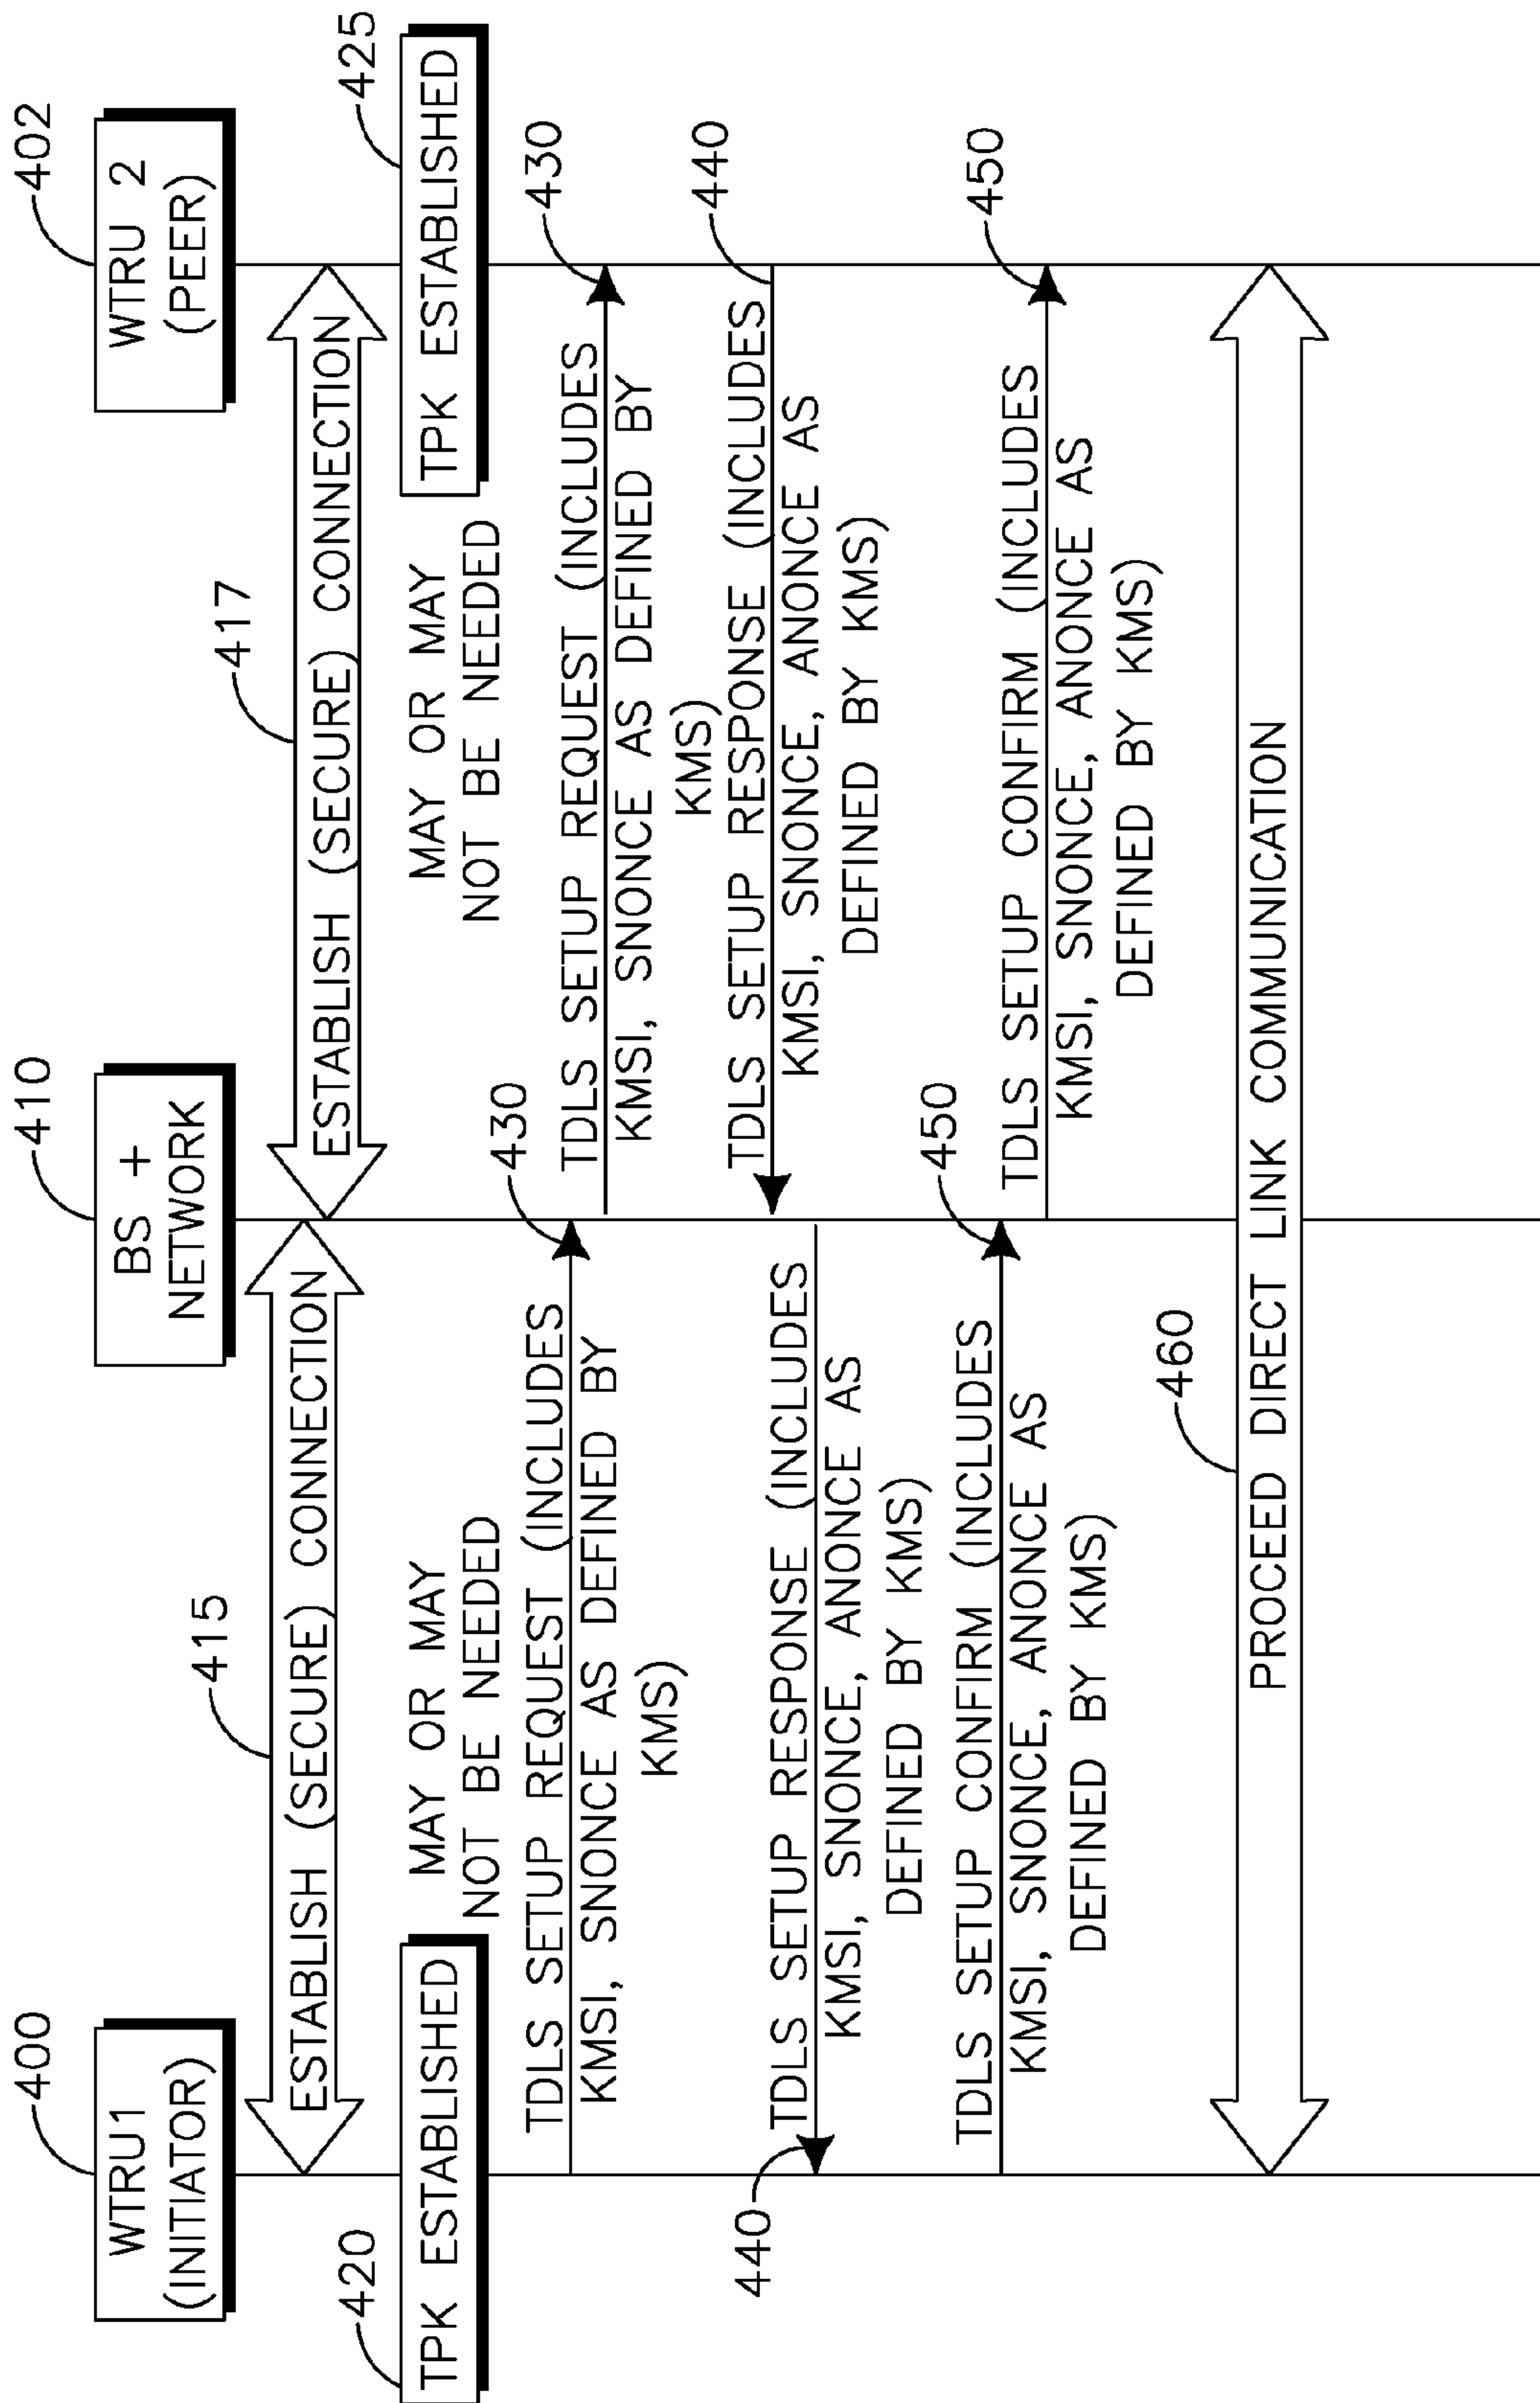 400
WTRU1
(INITIATOR)
410
BS +
NETWORK
402
WTRU 2
(PEER)
415
ESTABLISH (SECURE) CONNECTION
417
ESTABLISH (SECURE) CONNECTION
420
TPK ESTABLISHED
MAY OR MAY
NOT BE NEEDED
MAY OR MAY
NOT BE NEEDED
425
TPK ESTABLISHED
430
TDLS SETUP REQUEST (INCLUDES
KMSI, SNONCE AS DEFINED BY
KMS)
430
TDLS SETUP REQUEST (INCLUDES
KMSI, SNONCE AS DEFINED BY
KMS)
440
TDLS SETUP RESPONSE (INCLUDES
KMSI, SNONCE, ANONCE AS
DEFINED BY KMS)
440
TDLS SETUP RESPONSE (INCLUDES
KMSI, SNONCE, ANONCE AS
DEFINED BY KMS)
450
TDLS SETUP CONFIRM (INCLUDES
KMSI, SNONCE, ANONCE AS
DEFINED BY KMS)
450
TDLS SETUP CONFIRM (INCLUDES
KMSI, SNONCE, ANONCE AS
DEFINED BY KMS)
460
PROCEED DIRECT LINK COMMUNICATION